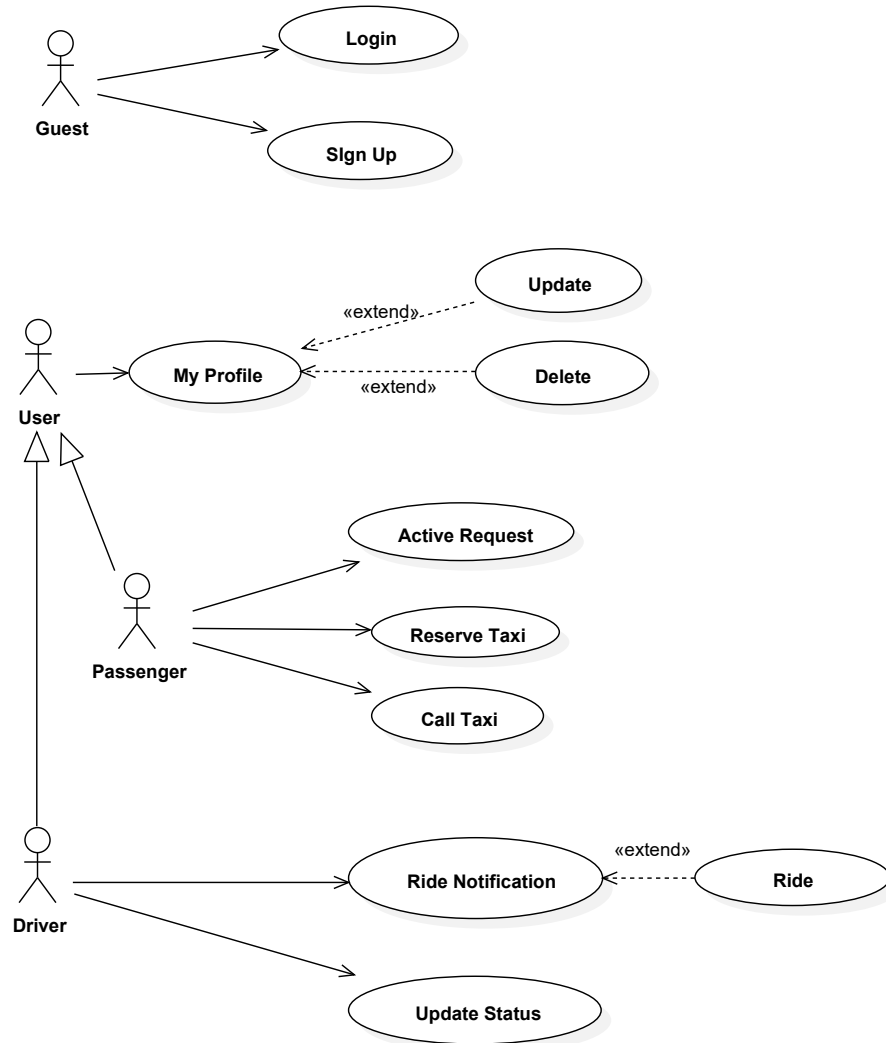 Login
Guest
SIgn Up
Update
«extend»
My Profile
Delete
«extend»
User
Active Request
Reserve Taxi
Passenger
Call Taxi
«extend»
Ride Notification
Ride
Driver
Update Status